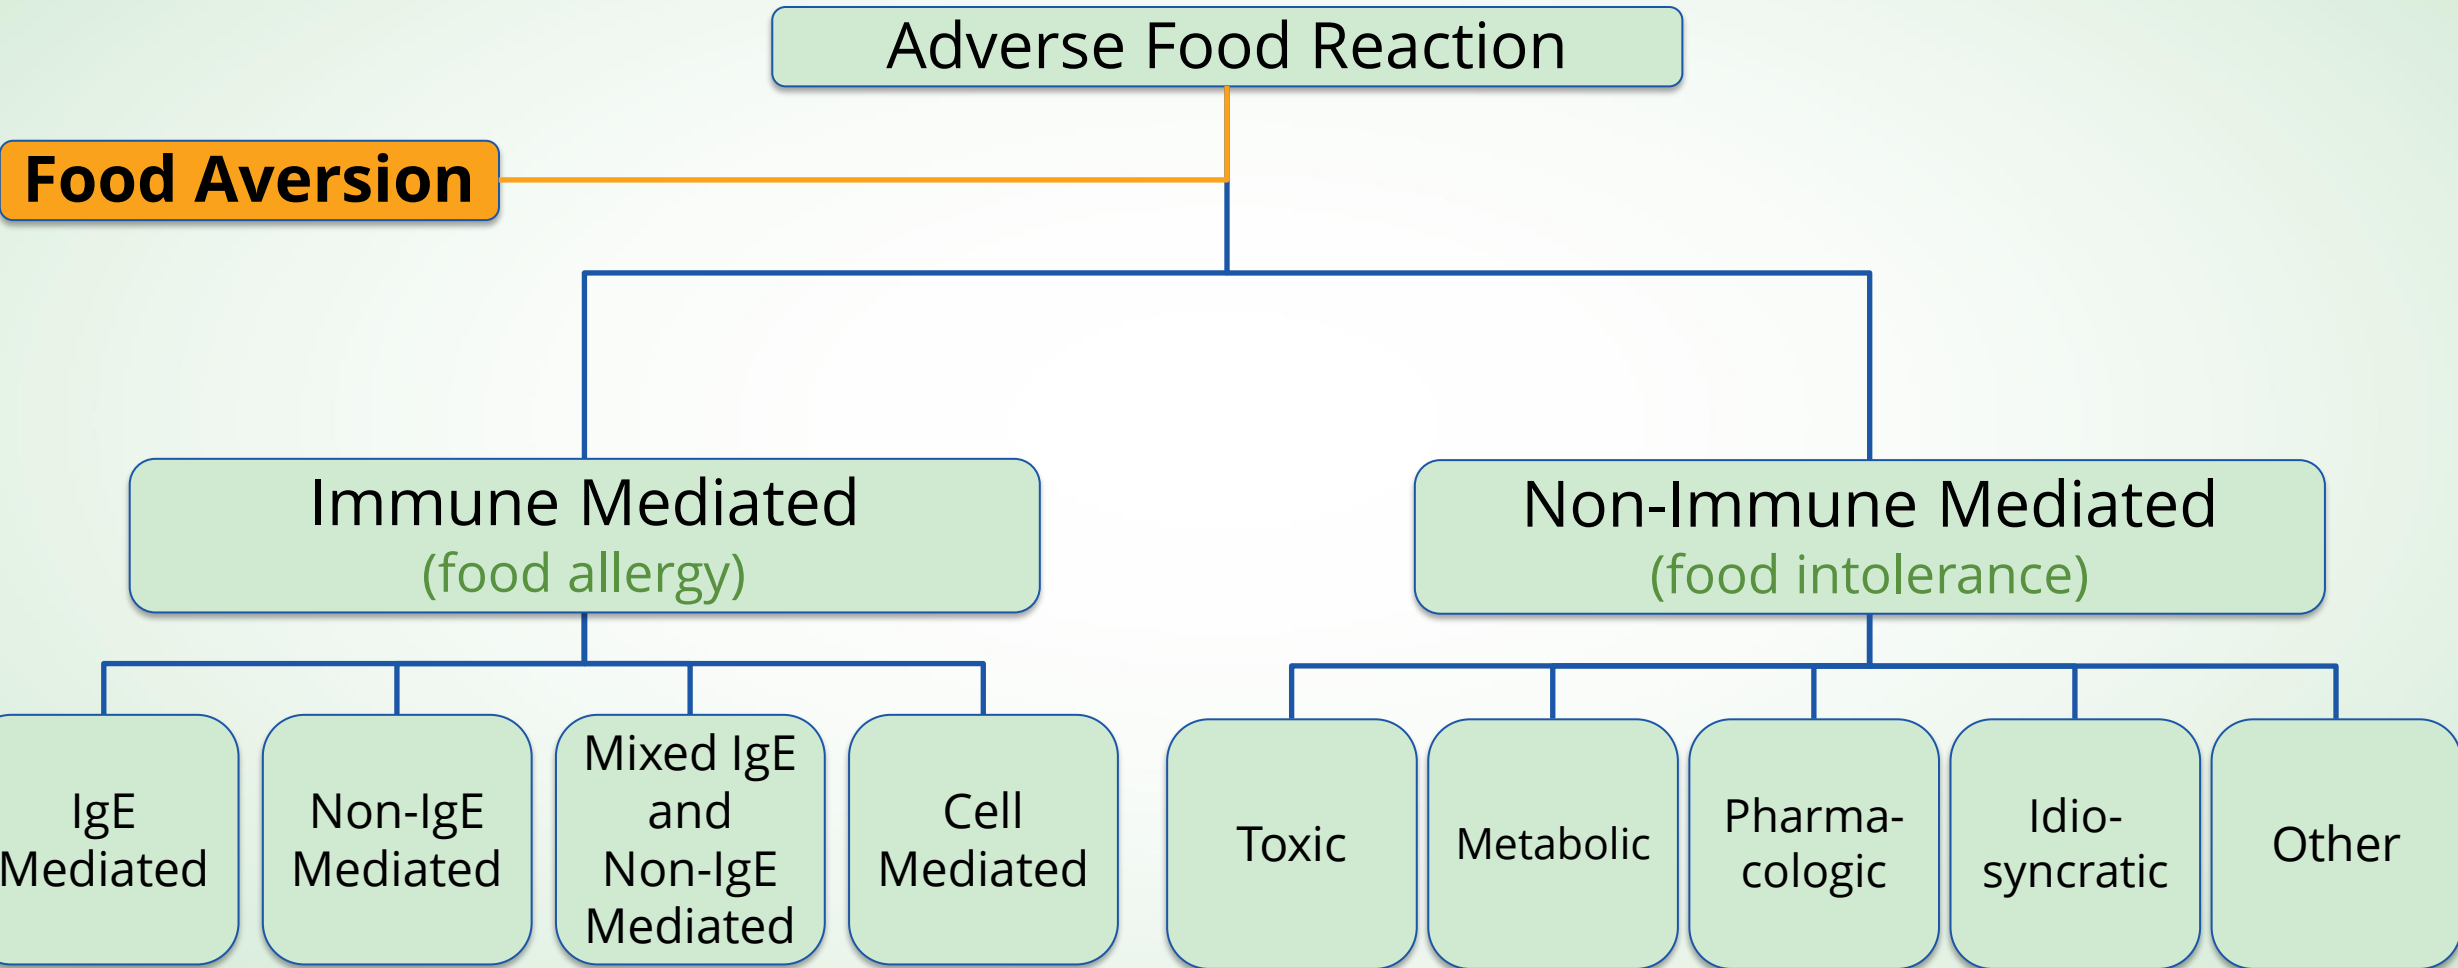 Adverse Food Reaction
Food Aversion
Immune Mediated
(food allergy)
Non-Immune Mediated
(food intolerance)
IgE
Mediated
Non-IgE
Mediated
Mixed IgE
and
Non-IgE
Mediated
Cell
Mediated
Toxic
Metabolic
Pharma-
cologic
Idio-
syncratic
Other